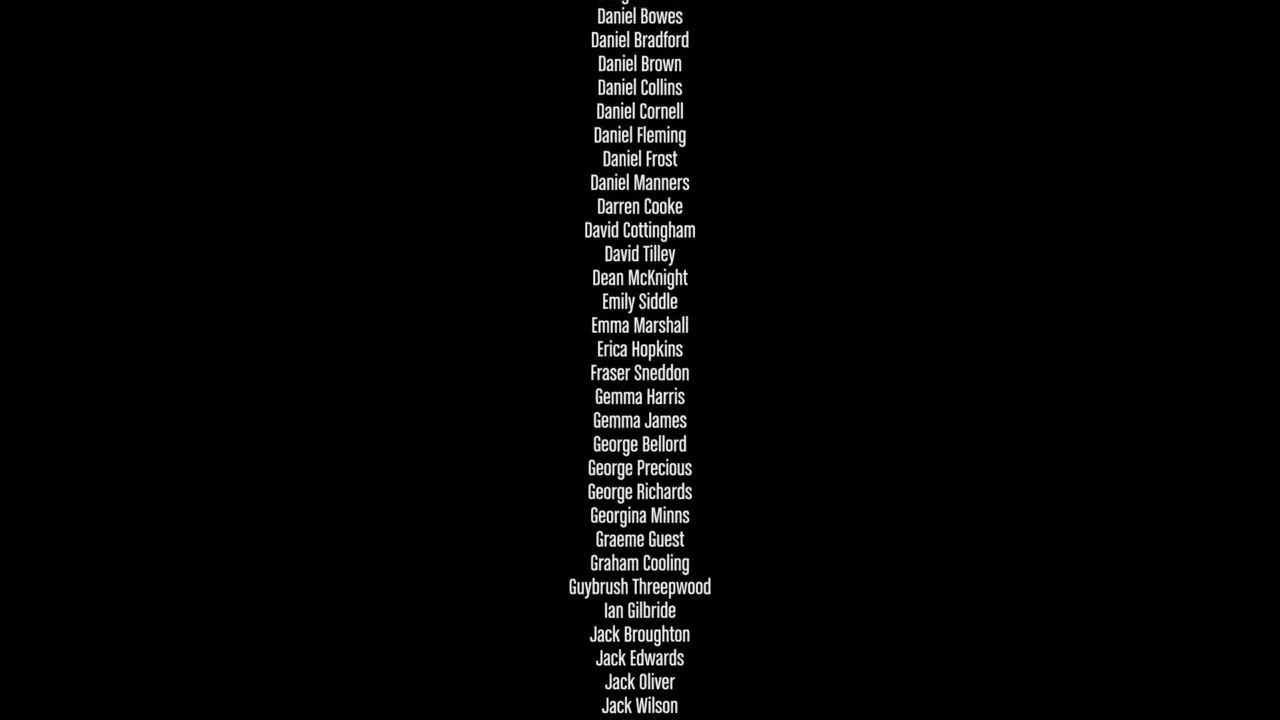 Daniel Bowes
Daniel Bradford
Daniel Brown
Daniel Collins
Daniel Cornell
Daniel Fleming
Daniel Frost
Daniel Manners
Darren Cooke
David Cottingham
David Tilley
Dean McKnight
Emily Siddle
Emma Marshall
Erica Hopkins
Fraser Sneddon
Gemma Harris
Gemma James
George Bellord
George Precious
George Richards
Georgina Minns
Graeme Guest
Graham Cooling
Guybrush Threepwood
Ian Gilbride
Jack Broughton
Jack Edwards
Jack Oliver
Jack Wilson